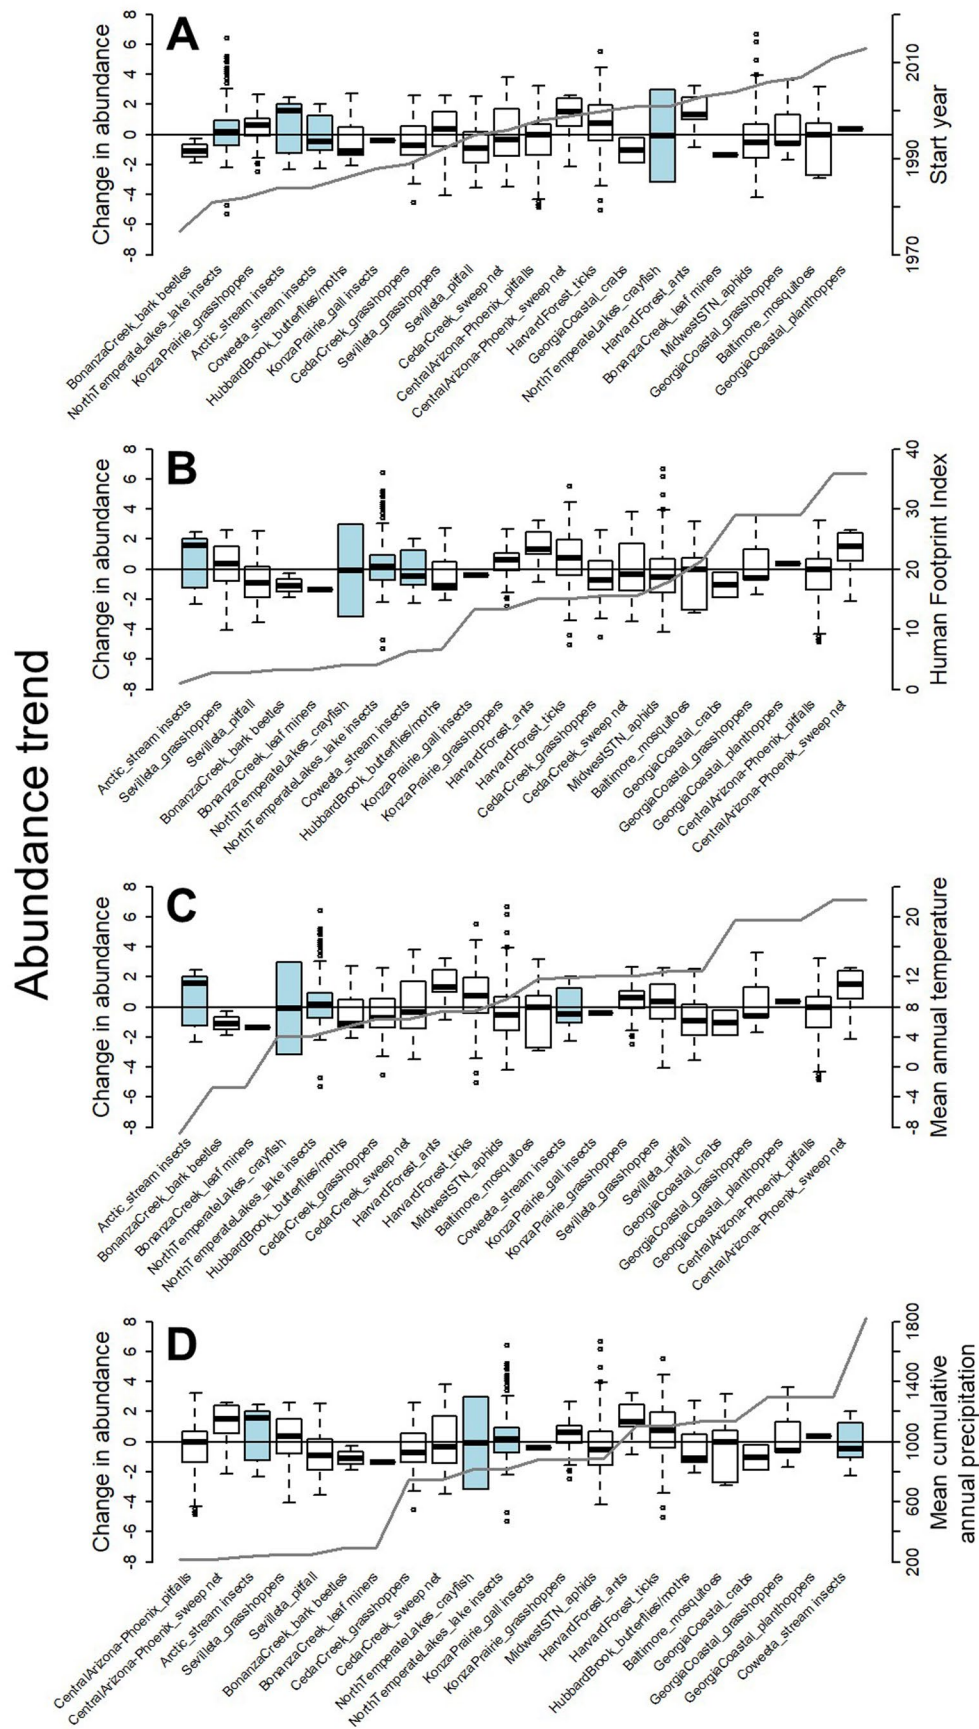 Abundance trend
A
Change in abundance
8
6
4
2
0
-2
-4
-6
-8
2010
1990
1970
Start year
BonanzaCreek_bark beetles
NorthTemperateLakes_lake insects
KonzaPrairie_grasshoppers
Arctic_stream insects
Coweeta_stream insects
HubbardBrook_butterflies/moths
KonzaPrairie_gall insects
CedarCreek_grasshoppers
Sevilleta_grasshoppers
Sevilleta_pitfall
CedarCreek_sweep net
CentralArizona-Phoenix_pitfalls
CentralArizona-Phoenix_sweep net
HarvardForest_ticks
GeorgiaCoastal_crabs
NorthTemperateLakes_crayfish
HarvardForest_ants
BonanzaCreek_leaf miners
MidwestSTN_aphids
GeorgiaCoastal_grasshoppers
Baltimore_mosquitoes
GeorgiaCoastal_planthoppers
B
Change in abundance
8
6
4
2
0
-2
-4
-6
-8
40
30
20
10
0
Human Footprint Index
Arctic_stream insects
Sevilleta_grasshoppers
Sevilleta_pitfall
BonanzaCreek_bark beetles
BonanzaCreek_leaf miners
NorthTemperateLakes_crayfish
NorthTemperateLakes_lake insects
Coweeta_stream insects
HubbardBrook_butterflies/moths
KonzaPrairie_gall insects
KonzaPrairie_grasshoppers
HarvardForest_ants
HarvardForest_ticks
CedarCreek_grasshoppers
CedarCreek_sweep net
MidwestSTN_aphids
Baltimore_mosquitoes
GeorgiaCoastal_crabs
GeorgiaCoastal_grasshoppers
GeorgiaCoastal_planthoppers
CentralArizona-Phoenix_pitfalls
CentralArizona-Phoenix_sweep net
C
Change in abundance
8
6
4
2
0
-2
-4
-6
-8
20
16
12
8
4
0
-4
-8
Mean annual temperature
Arctic_stream insects
BonanzaCreek_bark beetles
BonanzaCreek_leaf miners
NorthTemperateLakes_crayfish
NorthTemperateLakes_lake insects
HubbardBrook_butterflies/moths
CedarCreek_grasshoppers
CedarCreek_sweep net
HarvardForest_ants
HarvardForest_ticks
MidwestSTN_aphids
Baltimore_mosquitoes
Coweeta_stream insects
KonzaPrairie_gall insects
KonzaPrairie_grasshoppers
Sevilleta_grasshoppers
Sevilleta_pitfall
GeorgiaCoastal_crabs
GeorgiaCoastal_grasshoppers
GeorgiaCoastal_planthoppers
CentralArizona-Phoenix_pitfalls
CentralArizona-Phoenix_sweep net
D
Change in abundance
8
6
4
2
0
-2
-4
-6
-8
1800
1400
1000
600
200
Mean cumulative
annual precipitation
CentralArizona-Phoenix_pitfalls
CentralArizona-Phoenix_sweep net
Arctic_stream insects
Sevilleta_grasshoppers
Sevilleta_pitfall
BonanzaCreek_bark beetles
BonanzaCreek_leaf miners
CedarCreek_grasshoppers
CedarCreek_sweep net
NorthTemperateLakes_crayfish
NorthTemperateLakes_lake insects
KonzaPrairie_gall insects
KonzaPrairie_grasshoppers
MidwestSTN_aphids
HarvardForest_ants
HarvardForest_ticks
HubbardBrook_butterflies/moths
Baltimore_mosquitoes
GeorgiaCoastal_crabs
GeorgiaCoastal_grasshoppers
GeorgiaCoastal_planthoppers
Coweeta_stream insects